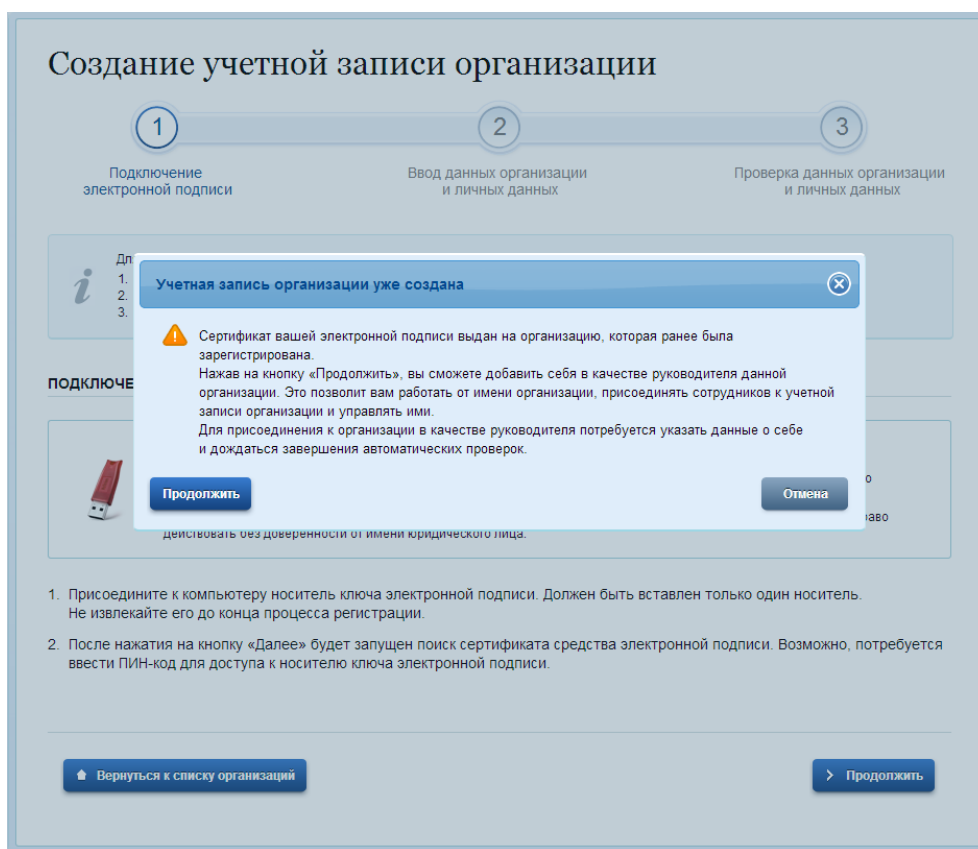 Создание учетной записи организации
1
2
3
Подключение
электронной подписи
Ввод данных организации
и личных данных
Проверка данных организации
и личных данных
1.
2.
3.
Учетная запись организации уже создана
Сертификат вашей электронной подписи выдан на организацию, которая ранее была
зарегистрирована.
Нажав на кнопку «Продолжить», вы сможете добавить себя в качестве руководителя данной
организации. Это позволит вам работать от имени организации, присоединять сотрудников к учетной
записи организации и управлять ими.
Для присоединения к организации в качестве руководителя потребуется указать данные о себе
и дождаться завершения автоматических проверок.
Продолжить
Отмена
действовать без доверенности от имени юридического лица.
1. Присоедините к компьютеру носитель ключа электронной подписи. Должен быть вставлен только один носитель.
Не извлекайте его до конца процесса регистрации.
2. После нажатия на кнопку «Далее» будет запущен поиск сертификата средства электронной подписи. Возможно, потребуется
ввести ПИН-код для доступа к носителю ключа электронной подписи.
Вернуться к списку организаций
Продолжить